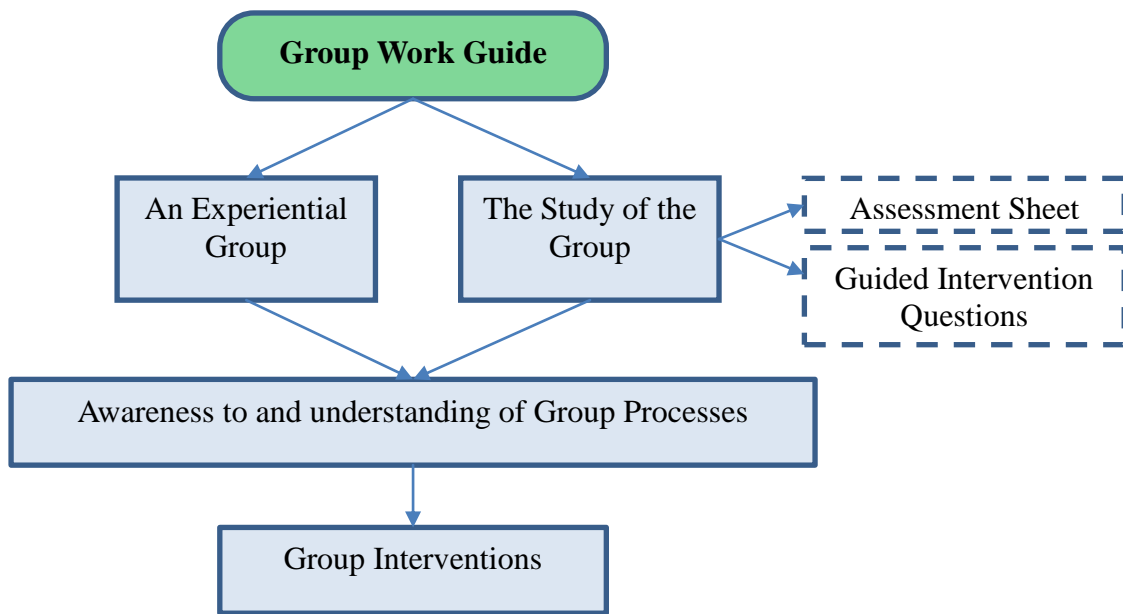 Group Work Guide
An Experiential
Group
The Study of the
Group
Assessment Sheet
Guided Intervention
Questions
Awareness to and understanding of Group Processes
Group Interventions